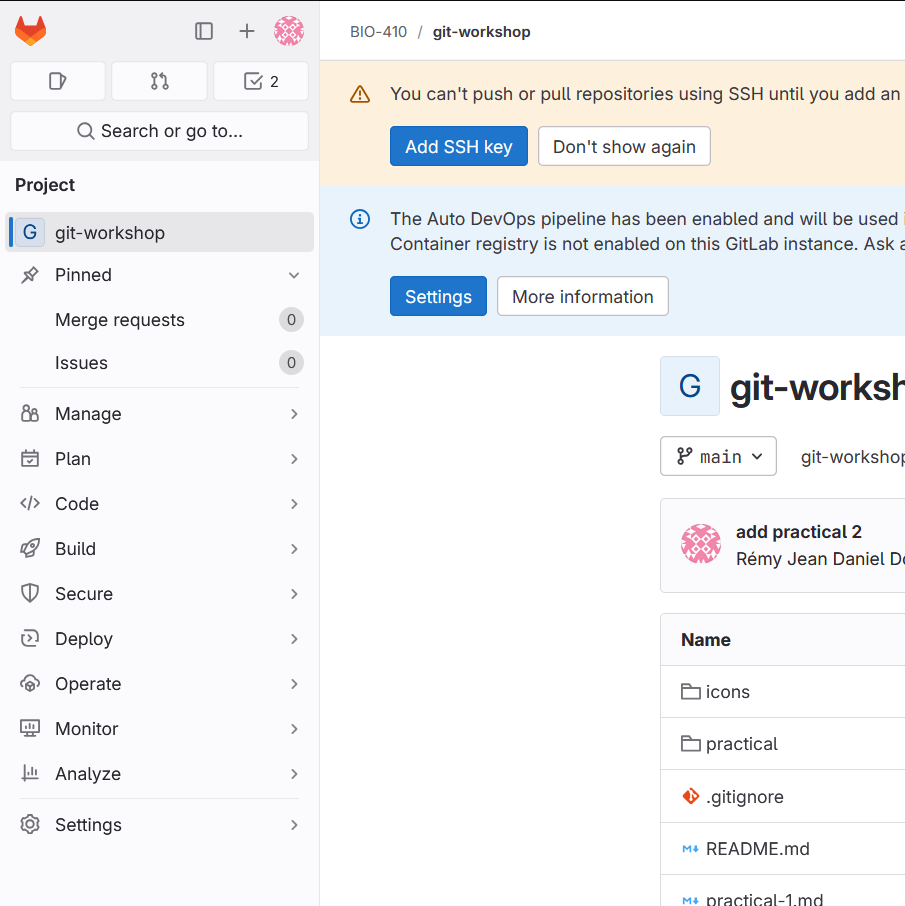 2
Search or go to...
Project
G git-workshop
Pinned
Merge requests 0
Issues 0
Manage
Plan
Code
Build
Secure
Deploy
Operate
Monitor
Analyze
Settings
BIO-410 / git-workshop
You can't push or pull repositories using SSH until you add an
Add SSH key Don't show again
The Auto DevOps pipeline has been enabled and will be used
Container registry is not enabled on this GitLab instance. Ask
Settings More information
G git-worksh
main git-workshop
add practical 2
Rémy Jean Daniel
Name
icons
practical
.gitignore
README.md
practical-1.md